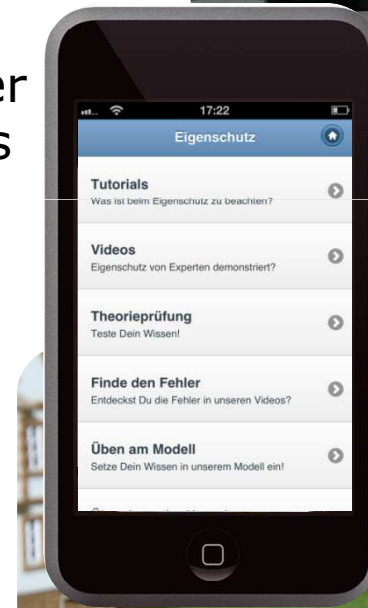 er
s
17:22
Eigenschutz
Tutorials
Was ist beim Eigenschutz zu beachten?
Videos
Eigenschutz von Experten demonstriert?
Theorieprüfung
Teste Dein Wissen!
Finde den Fehler
Entdeckst Du die Fehler in unseren Videos?
Üben am Modell
Setze Dein Wissen in unserem Modell ein!